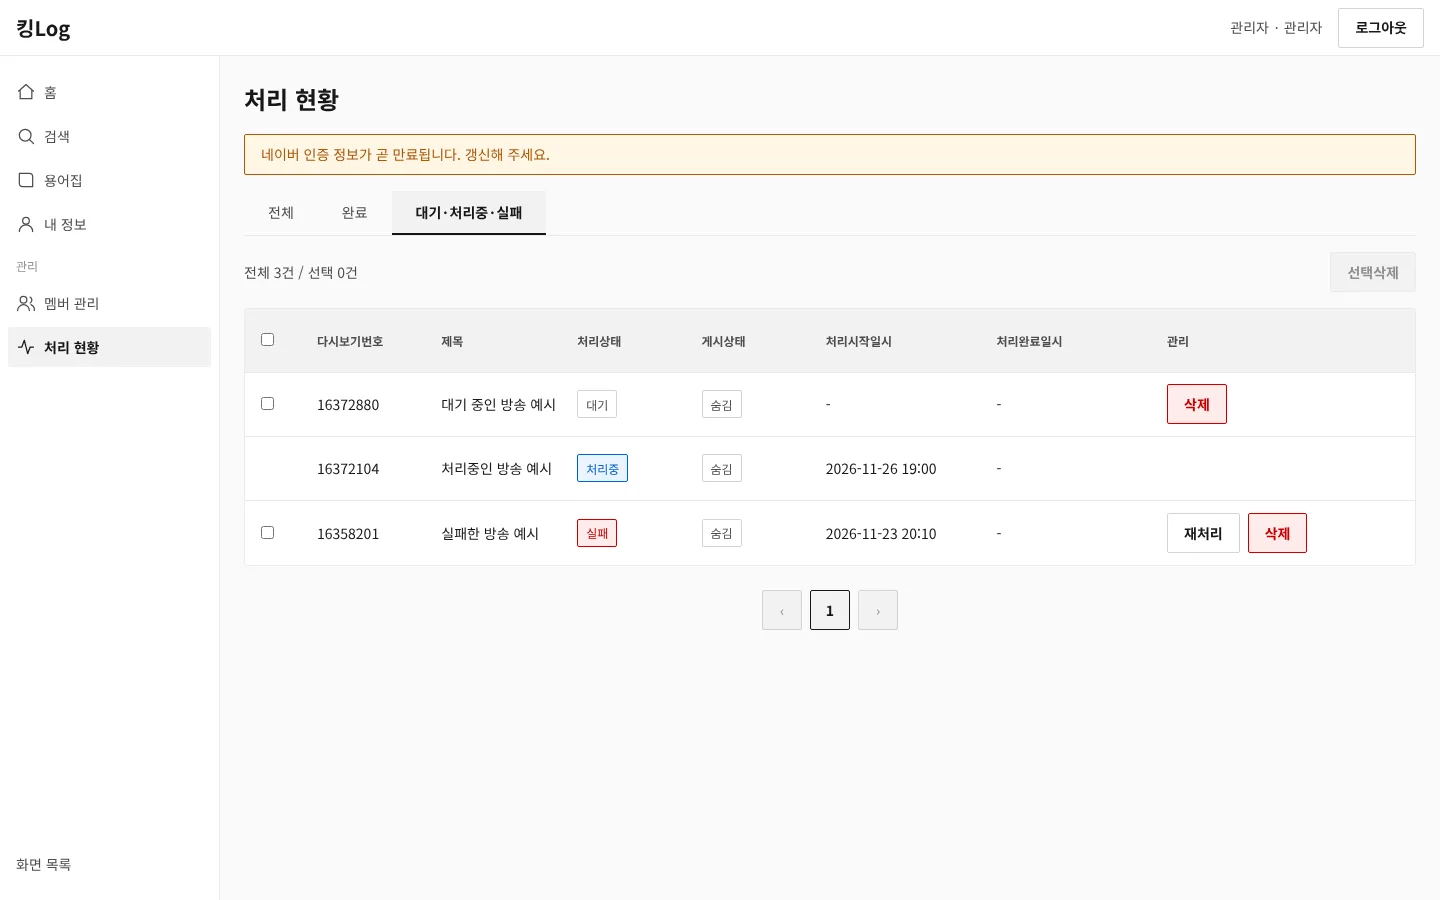 킹Log
관리자 · 관리자
로그아웃
홈
검색
용어집
내 정보
관리
멤버 관리
처리 현황
화면 목록
처리 현황
네이버 인증 정보가 곧 만료됩니다. 갱신해 주세요.
전체 완료 대기·처리중·실패
전체 3건 / 선택 0건 선택삭제
다시보기번호 제목 처리상태 게시상태 처리시작일시 처리완료일시 관리
16372880 대기 중인 방송 예시 대기 숨김 - - 삭제
16372104 처리중인 방송 예시 처리중 숨김 2026-11-26 19:00 -
16358201 실패한 방송 예시 실패 숨김 2026-11-23 20:10 - 재처리 삭제
‹ 1 ›